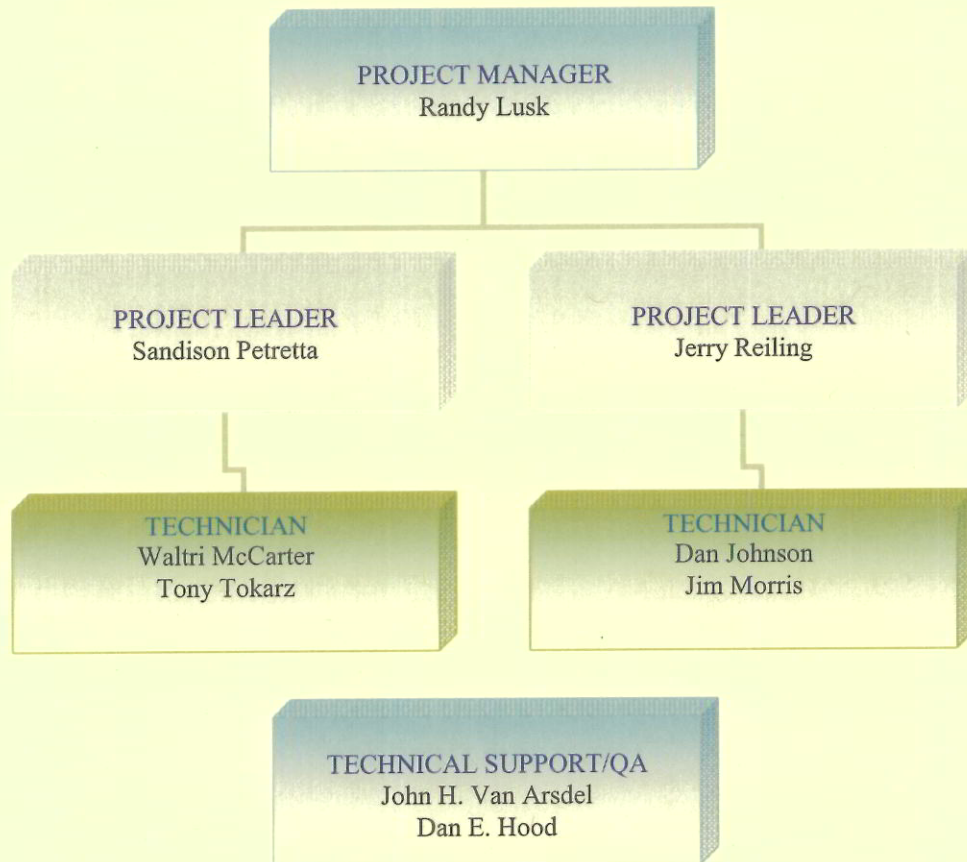 PROJECT MANAGER
Randy Lusk
PROJECT LEADER
Sandison Petretta
PROJECT LEADER
Jerry Reiling
TECHNICIAN
Waltri McCarter
Tony Tokarz
TECHNICIAN
Dan Johnson
Jim Morris
TECHNICAL SUPPORT/QA
John H. Van Arsdel
Dan E. Hood